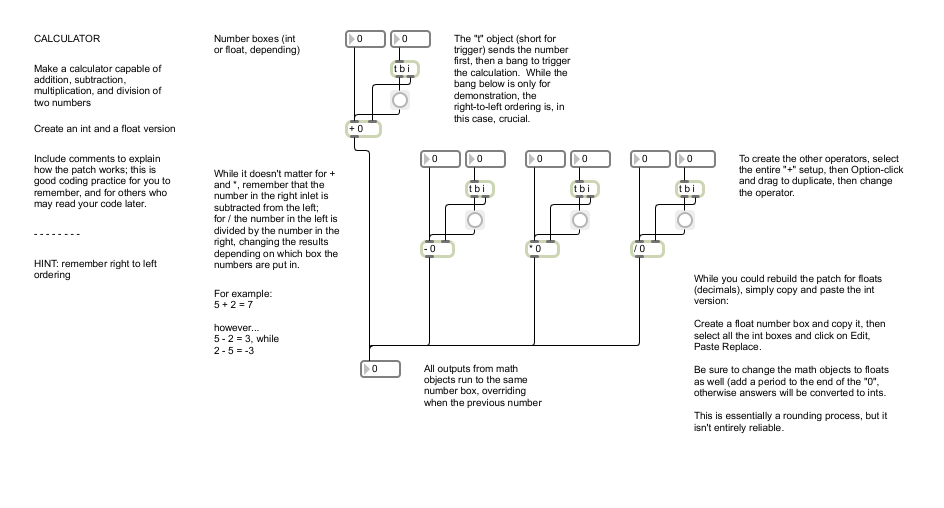 CALCULATOR
Make a calculator capable of
addition, subtraction,
multiplication, and division of
two numbers
Create an int and a float version
Include comments to explain
how the patch works; this is
good coding practice for you to
remember, and for others who
may read your code later.
- - - - - - - -
HINT: remember right to left
ordering
Number boxes (int
or float, depending)
0
0
t b i
+ 0
The "t" object (short for
trigger) sends the number
first, then a bang to trigger
the calculation. While the
bang below is only for
demonstration, the
right-to-left ordering is, in
this case, crucial.
While it doesn't matter for +
and *, remember that the
number in the right inlet is
subtracted from the left;
for / the number in the left is
divided by the number in the
right, changing the results
depending on which box the
numbers are put in.
For example:
5 + 2 = 7
however...
5 - 2 = 3, while
2 - 5 = -3
0
0
t b i
- 0
0
0
t b i
* 0
0
0
t b i
/ 0
To create the other operators, select
the entire "+" setup, then Option-click
and drag to duplicate, then change
the operator.
0
All outputs from math
objects run to the same
number box, overriding
when the previous number
While you could rebuild the patch for floats
(decimals), simply copy and paste the int
version:
Create a float number box and copy it, then
select all the int boxes and click on Edit,
Paste Replace.
Be sure to change the math objects to floats
as well (add a period to the end of the "0",
otherwise answers will be converted to ints.
This is essentially a rounding process, but it
isn't entirely reliable.